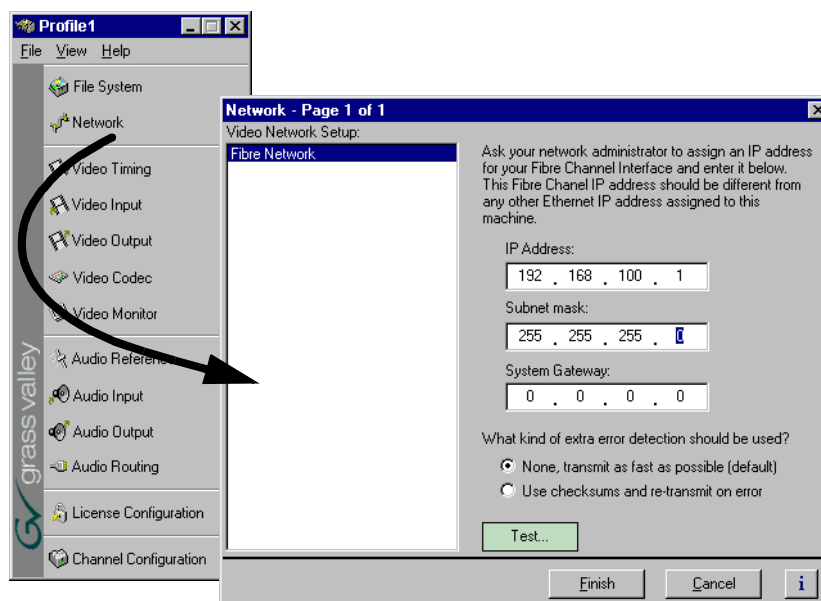 Profile1
File View Help
File System
Network
Video Timing
Video Input
Video Output
Video Codec
Video Monitor
Audio Reference
Audio Input
Audio Output
Audio Routing
License Configuration
Channel Configuration
grass valley
Network - Page 1 of 1
Video Network Setup:
Fibre Network
Ask your network administrator to assign an IP address
for your Fibre Channel Interface and enter it below.
This Fibre Chanel IP address should be different from
any other Ethernet IP address assigned to this
machine.
IP Address:
192 . 168 . 100 . 1
Subnet mask:
255 . 255 . 255 . 0
System Gateway:
0 . 0 . 0 . 0
What kind of extra error detection should be used?
None, transmit as fast as possible (default)
Use checksums and re-transmit on error
Test...
Finish Cancel i